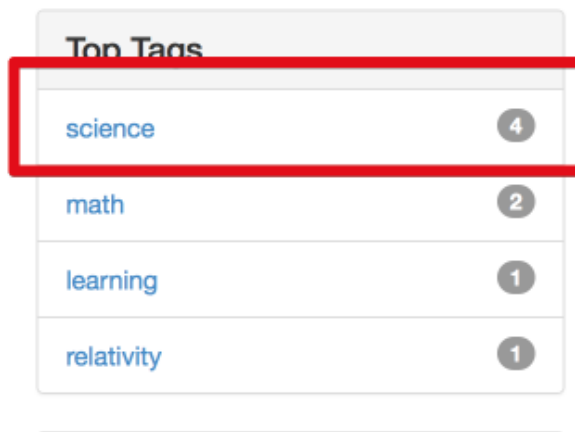 Top Tags
science 4
math 2
learning 1
relativity 1